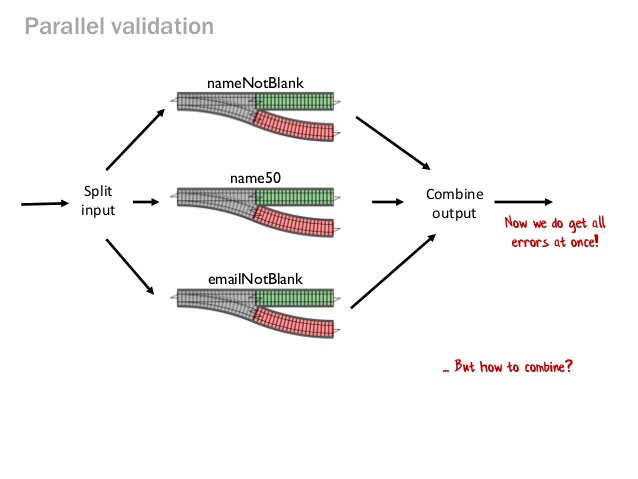 Parallel validation
nameNotBlank
Split
input
name50
Combine
output
Now we do get all
errors at once!
emailNotBlank
... But how to combine?